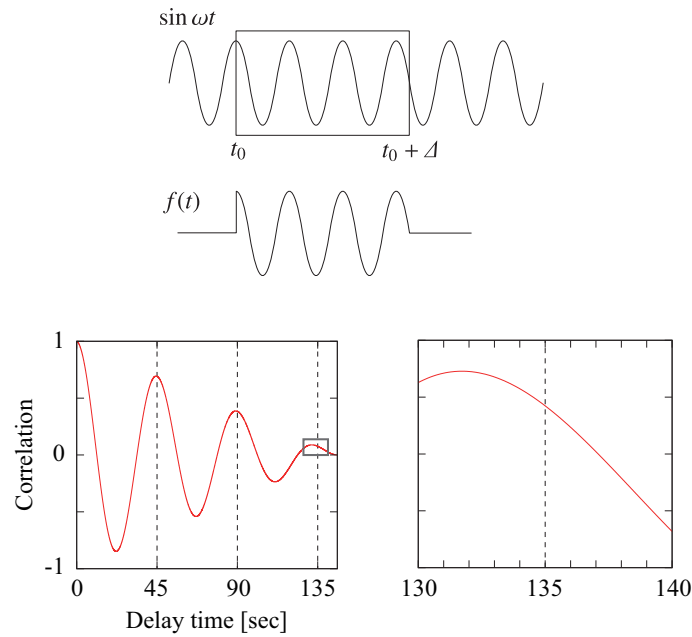 sin ωt
t₀ t₀ + Δ
f(t)
1
0
-1
Correlation
0 45 90 135
Delay time [sec]
130 135 140